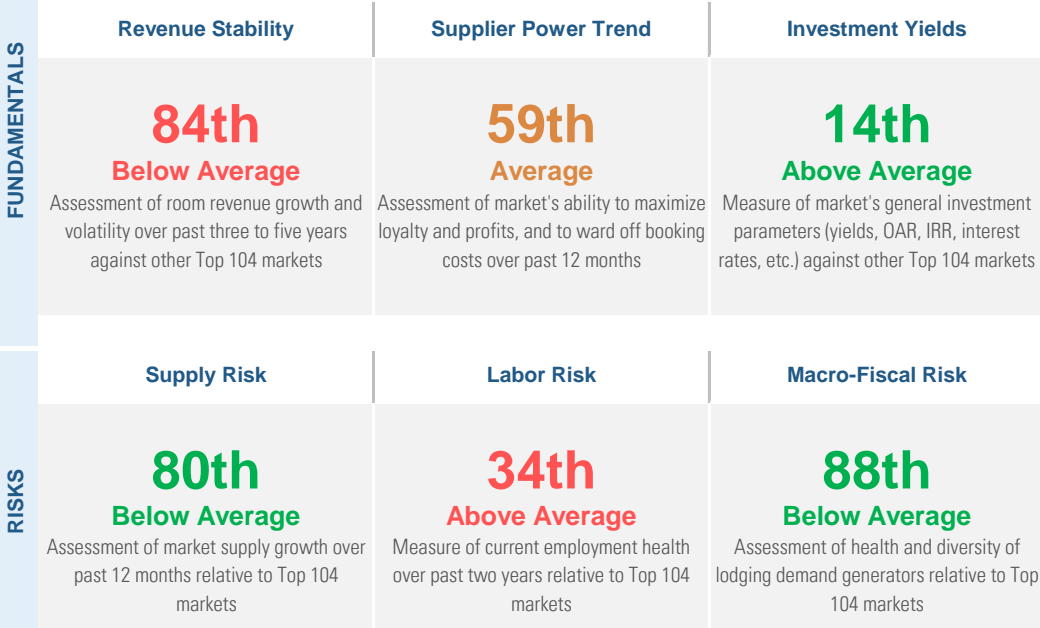 FUNDAMENTALS
Revenue Stability
84th
Below Average
Assessment of room revenue growth and
volatility over past three to five years
against other Top 104 markets
Supplier Power Trend
59th
Average
Assessment of market's ability to maximize
loyalty and profits, and to ward off booking
costs over past 12 months
Investment Yields
14th
Above Average
Measure of market's general investment
parameters (yields, OAR, IRR, interest
rates, etc.) against other Top 104 markets
RISKS
Supply Risk
80th
Below Average
Assessment of market supply growth over
past 12 months relative to Top 104
markets
Labor Risk
34th
Above Average
Measure of current employment health
over past two years relative to Top 104
markets
Macro-Fiscal Risk
88th
Below Average
Assessment of health and diversity of
lodging demand generators relative to Top
104 markets